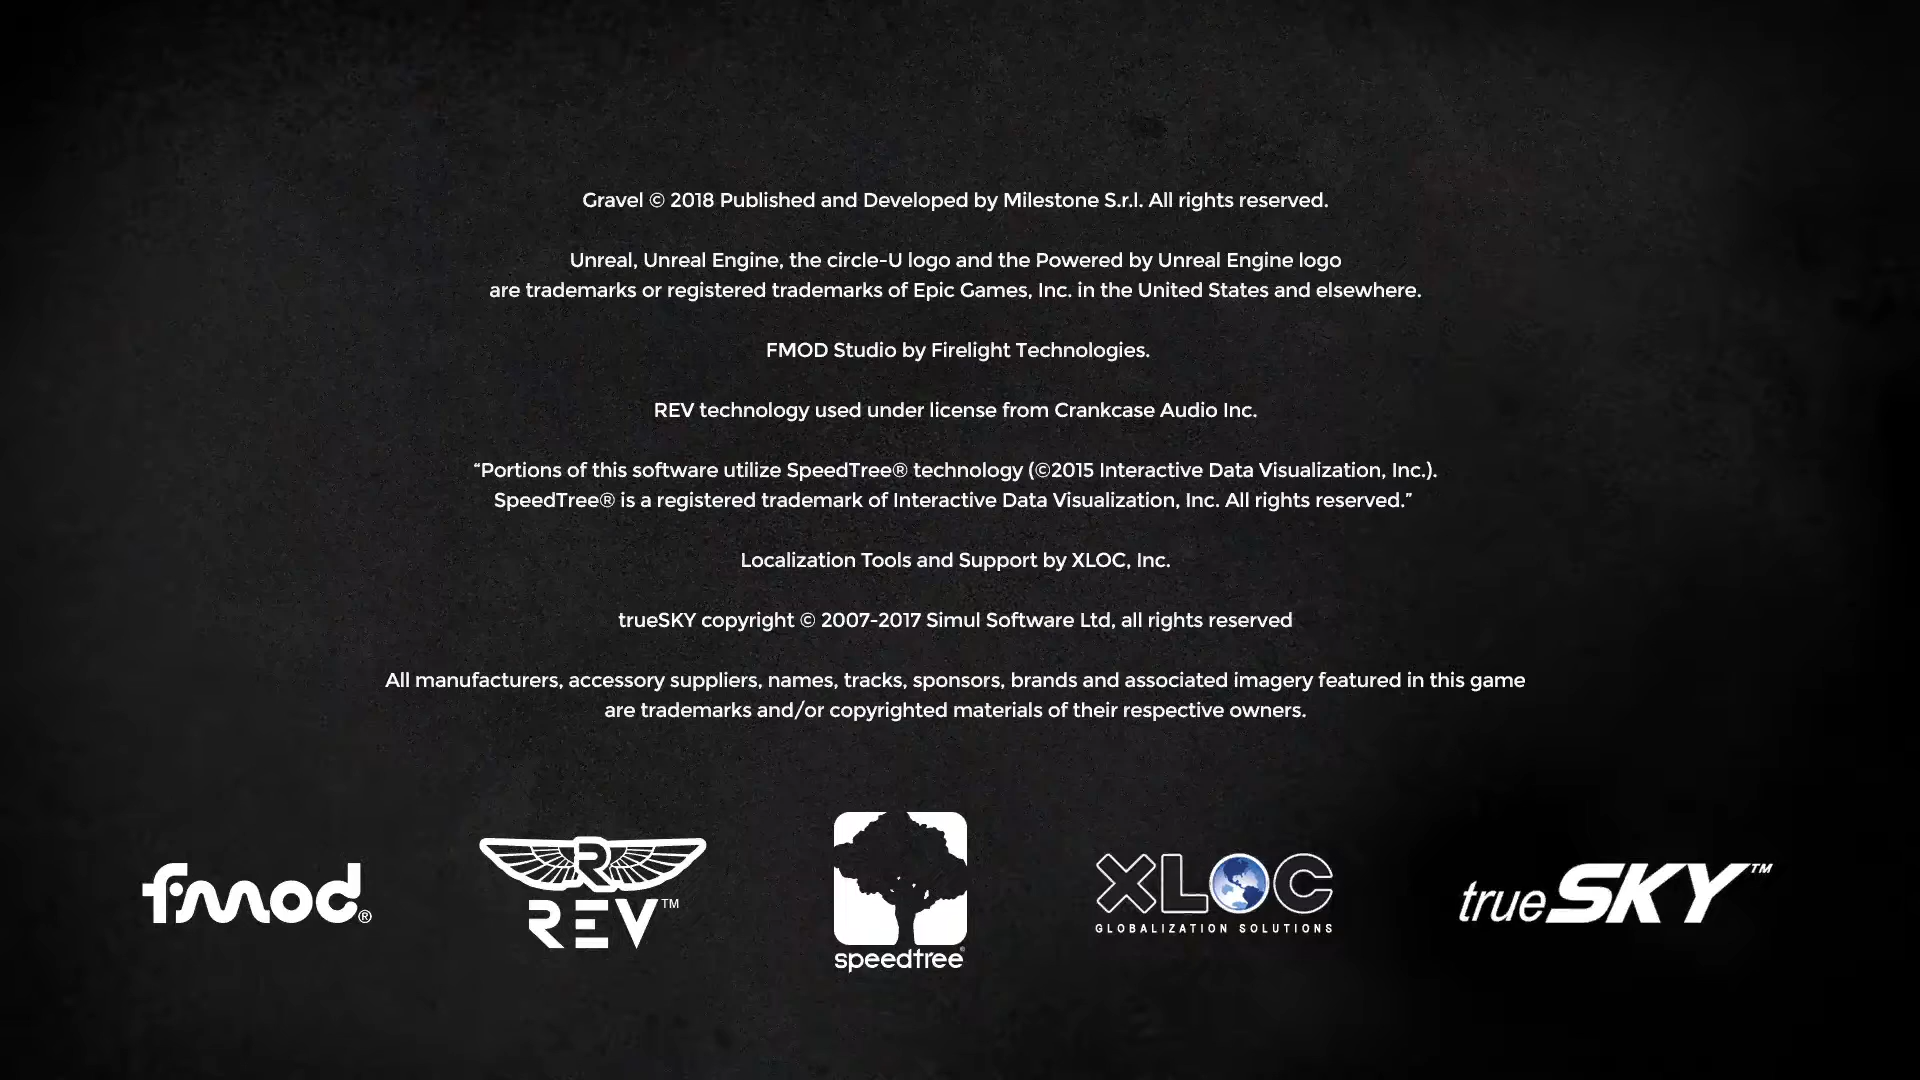 Gravel © 2018 Published and Developed by Milestone S.r.l. All rights reserved.
Unreal, Unreal Engine, the circle-U logo and the Powered by Unreal Engine logo
are trademarks or registered trademarks of Epic Games, Inc. in the United States and elsewhere.
FMOD Studio by Firelight Technologies.
REV technology used under license from Crankcase Audio Inc.
“Portions of this software utilize SpeedTree® technology (©2015 Interactive Data Visualization, Inc.).
SpeedTree® is a registered trademark of Interactive Data Visualization, Inc. All rights reserved.”
Localization Tools and Support by XLOC, Inc.
trueSKY copyright © 2007-2017 Simul Software Ltd, all rights reserved
All manufacturers, accessory suppliers, names, tracks, sponsors, brands and associated imagery featured in this game
are trademarks and/or copyrighted materials of their respective owners.
fmod®
R
REV™
speedtree®
XLOC
GLOBALIZATION SOLUTIONS
trueSKY™